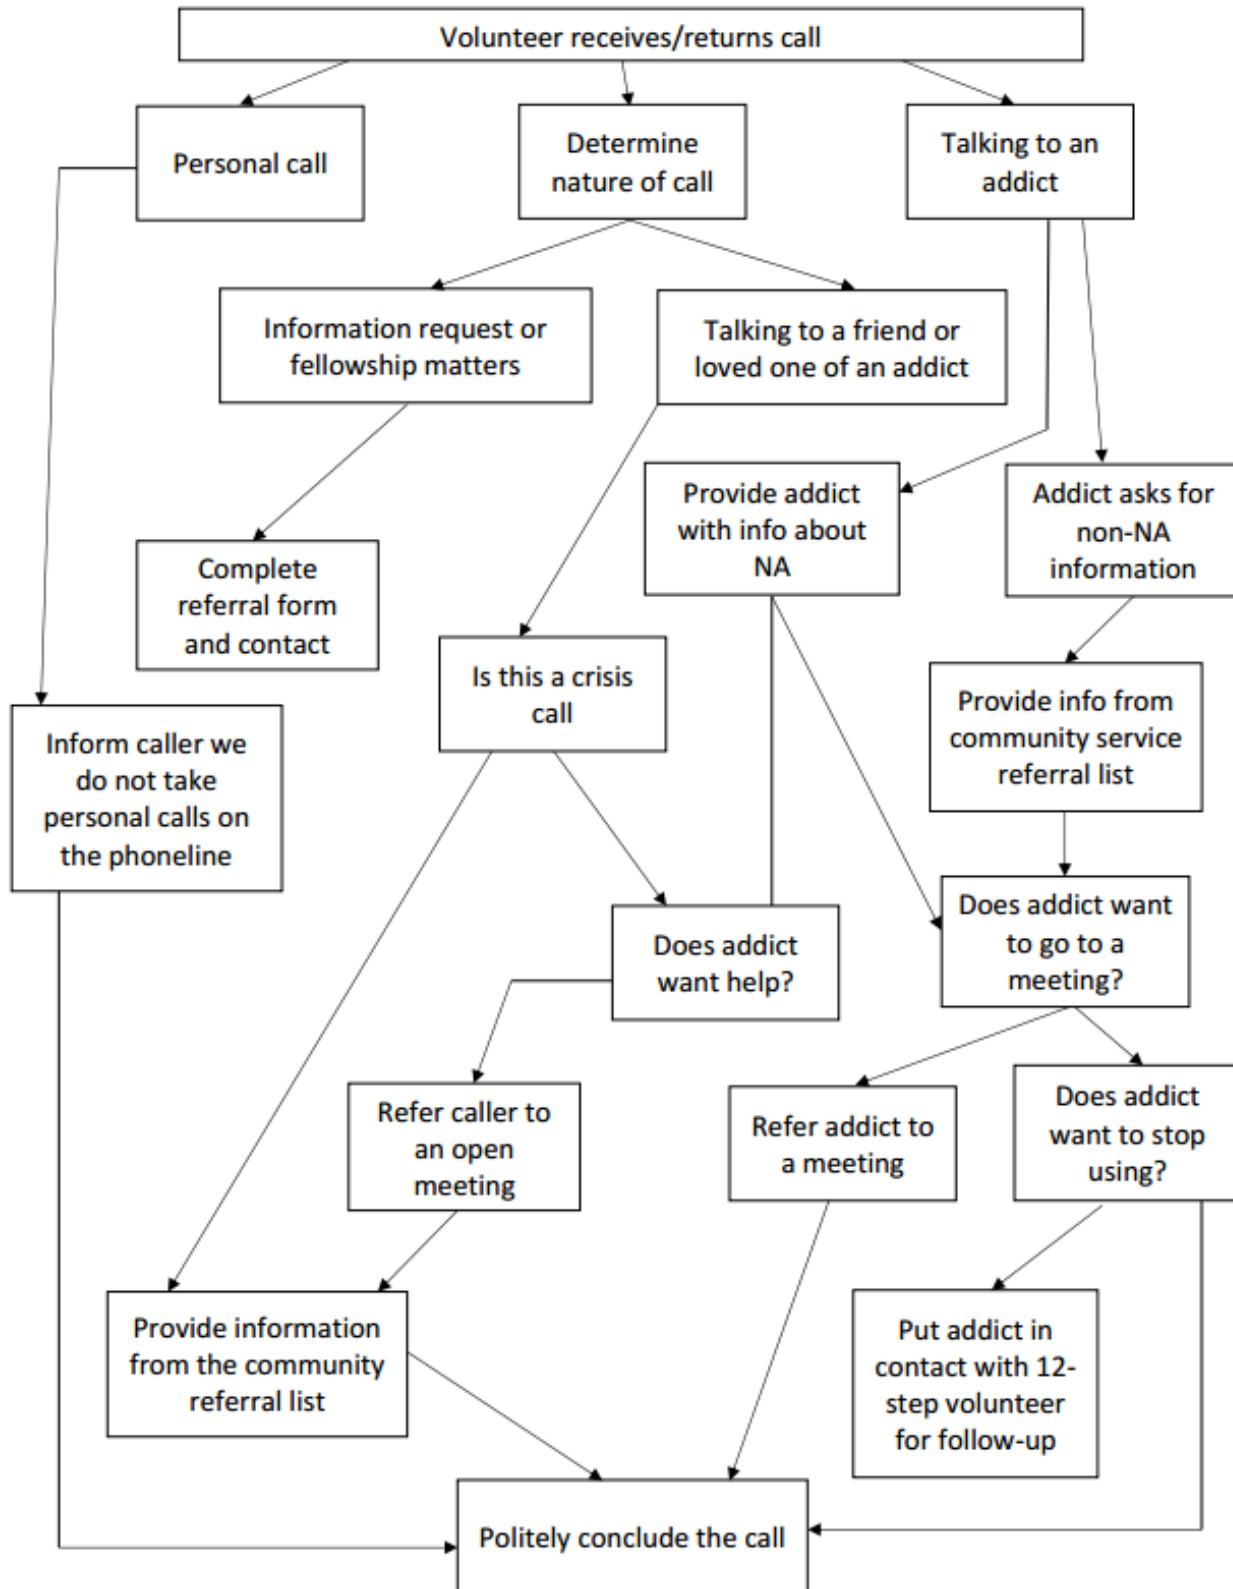 Volunteer receives/returns call
Personal call
Determine
nature of call
Talking to an
addict
Information request or
fellowship matters
Talking to a friend or
loved one of an addict
Provide addict
with info about
NA
Addict asks for
non-NA
information
Complete
referral form
and contact
Is this a crisis
call
Provide info from
community service
referral list
Inform caller we
do not take
personal calls on
the phoneline
Does addict
want help?
Does addict want
to go to a
meeting?
Refer caller to
an open
meeting
Refer addict to
a meeting
Does addict
want to stop
using?
Provide information
from the community
referral list
Put addict in
contact with 12-
step volunteer
for follow-up
Politely conclude the call